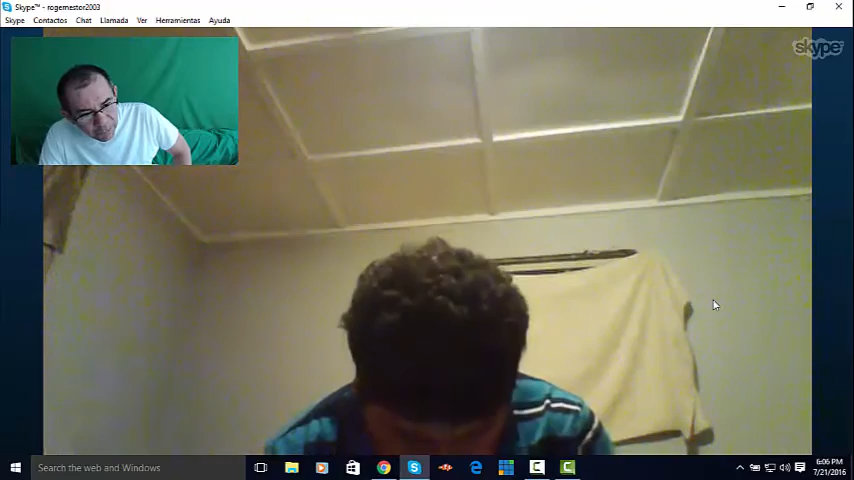 Skype™ - rogemestor2003
Skype Contactos Chat Llamada Ver Herramientas Ayuda
skype
Search the web and Windows
6:06 PM
7/21/2016